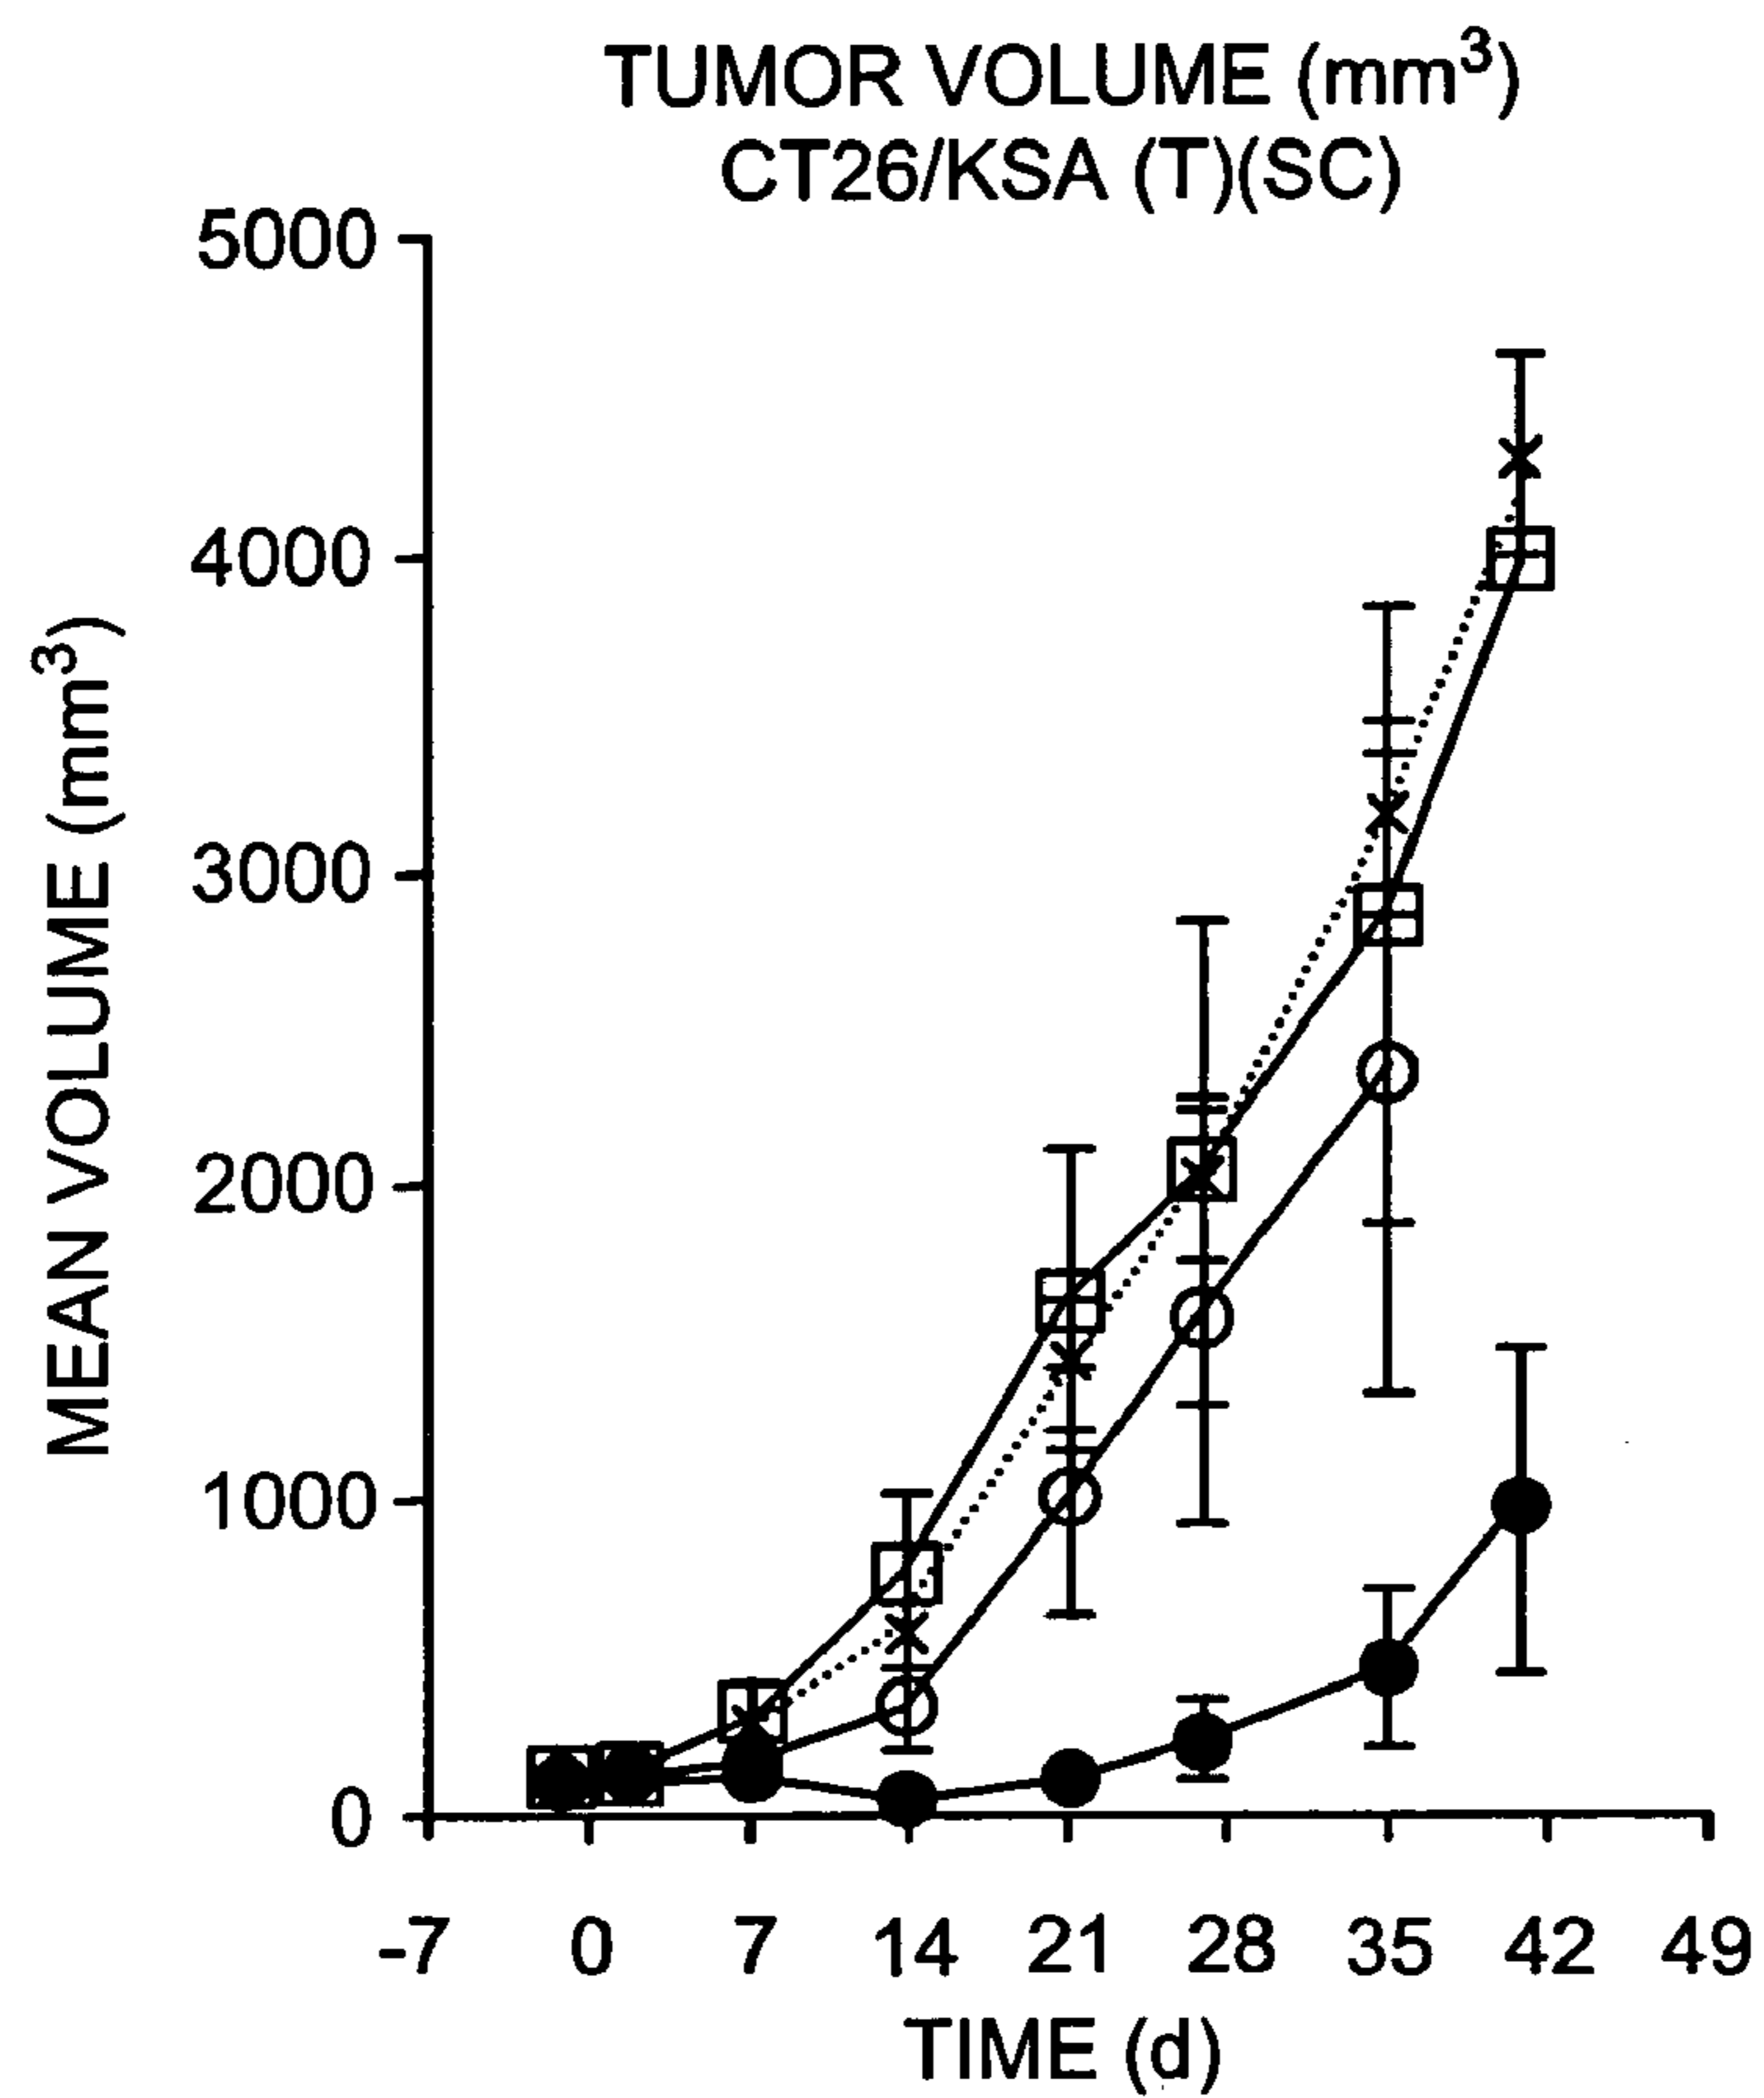 TUMOR VOLUME (mm³)
CT26/KSA (T)(SC)
MEAN VOLUME (mm³)
5000
4000
3000
2000
1000
0
-7 0 7 14 21 28 35 42 49
TIME (d)